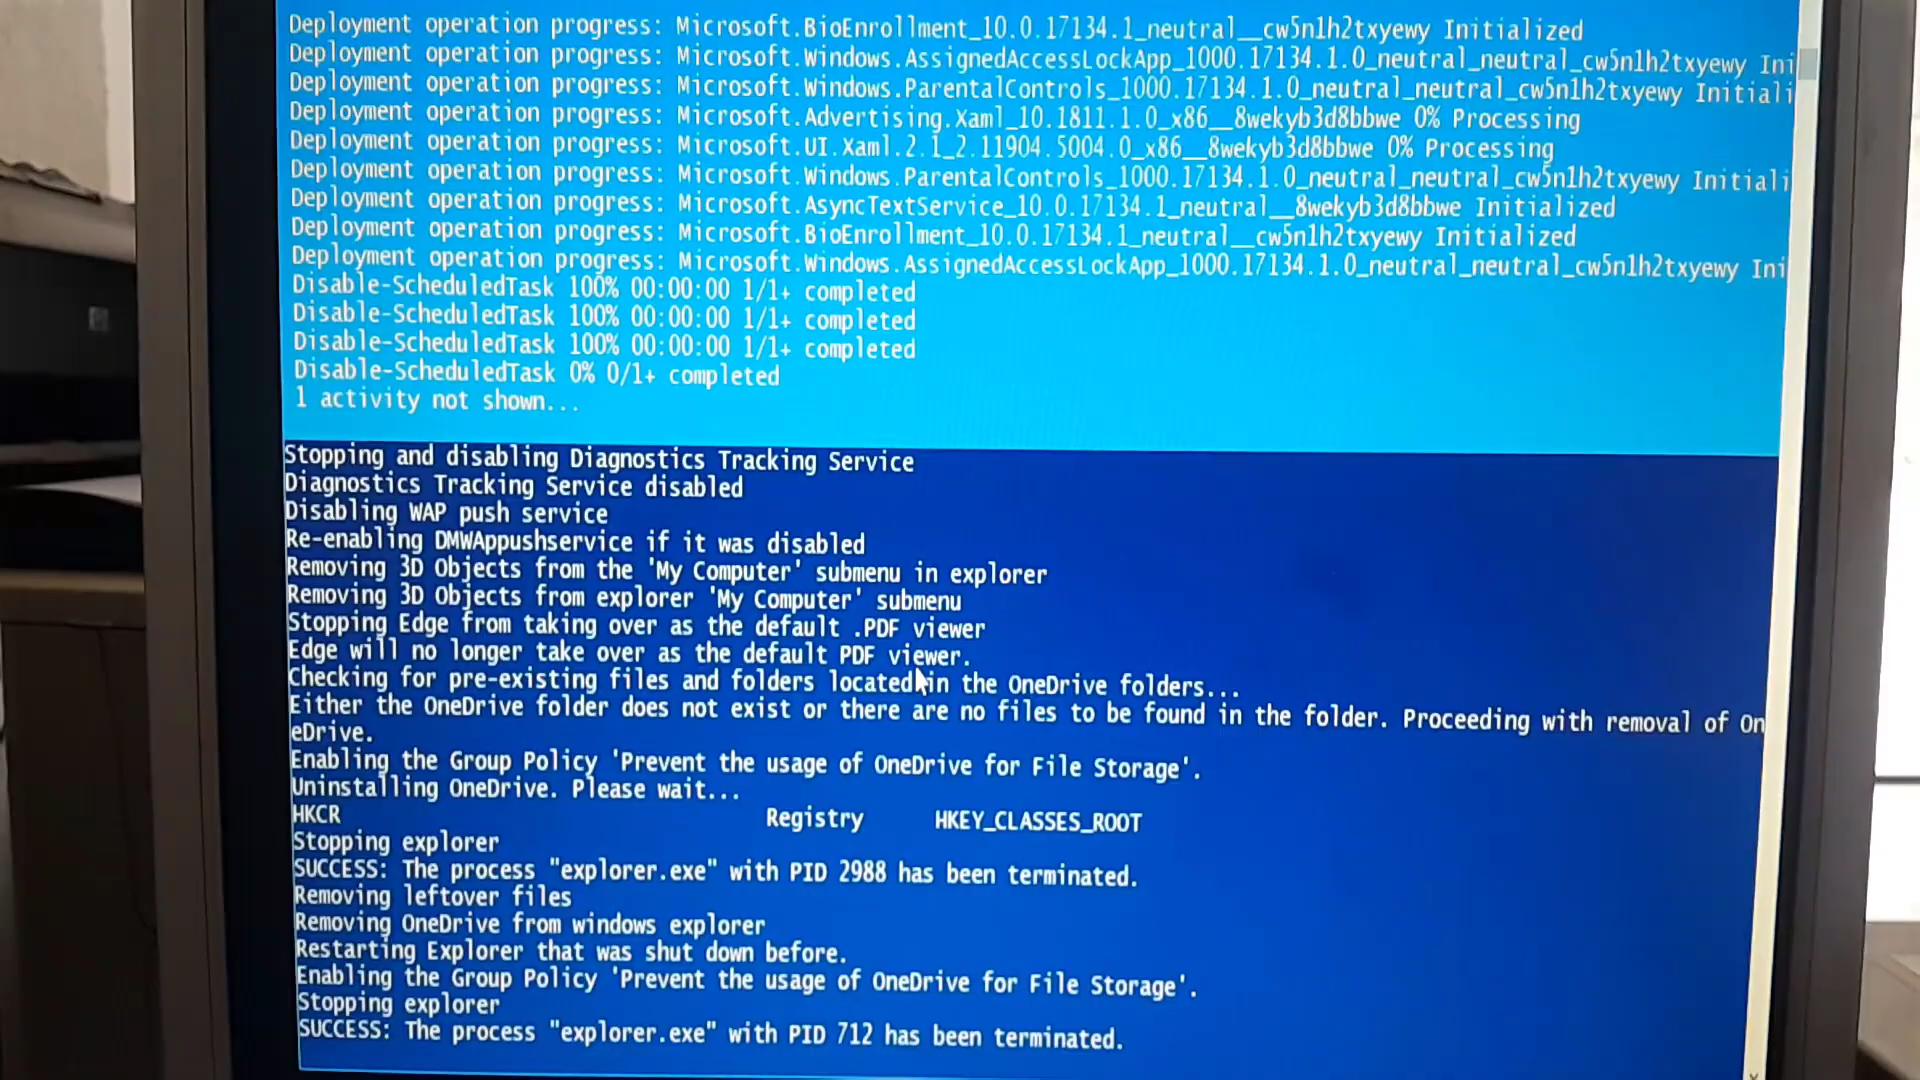 Deployment operation progress: Microsoft.BioEnrollment_10.0.17134.1_neutral__cw5n1h2txyewy Initialized
Deployment operation progress: Microsoft.Windows.AssignedAccessLockApp_1000.17134.1.0_neutral_neutral_cw5n1h2txyewy Ini
Deployment operation progress: Microsoft.Windows.ParentalControls_1000.17134.1.0_neutral_neutral_cw5n1h2txyewy Initiali
Deployment operation progress: Microsoft.Advertising.Xaml_10.1811.1.0_x86__8wekyb3d8bbwe 0% Processing
Deployment operation progress: Microsoft.UI.Xaml.2.1_2.11904.5004.0_x86__8wekyb3d8bbwe 0% Processing
Deployment operation progress: Microsoft.Windows.ParentalControls_1000.17134.1.0_neutral_neutral_cw5n1h2txyewy Initiali
Deployment operation progress: Microsoft.AsyncTextService_10.0.17134.1_neutral__8wekyb3d8bbwe Initialized
Deployment operation progress: Microsoft.BioEnrollment_10.0.17134.1_neutral__cw5n1h2txyewy Initialized
Deployment operation progress: Microsoft.Windows.AssignedAccessLockApp_1000.17134.1.0_neutral_neutral_cw5n1h2txyewy Ini
Disable-ScheduledTask 100% 00:00:00 1/1+ completed
Disable-ScheduledTask 100% 00:00:00 1/1+ completed
Disable-ScheduledTask 100% 00:00:00 1/1+ completed
Disable-ScheduledTask 0% 0/1+ completed
1 activity not shown...
Stopping and disabling Diagnostics Tracking Service
Diagnostics Tracking Service disabled
Disabling WAP push service
Re-enabling DMWAppushservice if it was disabled
Removing 3D Objects from the 'My Computer' submenu in explorer
Removing 3D Objects from explorer 'My Computer' submenu
Stopping Edge from taking over as the default .PDF viewer
Edge will no longer take over as the default PDF viewer.
Checking for pre-existing files and folders located in the OneDrive folders...
Either the OneDrive folder does not exist or there are no files to be found in the folder. Proceeding with removal of On
eDrive.
Enabling the Group Policy 'Prevent the usage of OneDrive for File Storage'.
Uninstalling OneDrive. Please wait...
HKCR Registry HKEY_CLASSES_ROOT
Stopping explorer
SUCCESS: The process "explorer.exe" with PID 2988 has been terminated.
Removing leftover files
Removing OneDrive from windows explorer
Restarting Explorer that was shut down before.
Enabling the Group Policy 'Prevent the usage of OneDrive for File Storage'.
Stopping explorer
SUCCESS: The process "explorer.exe" with PID 712 has been terminated.